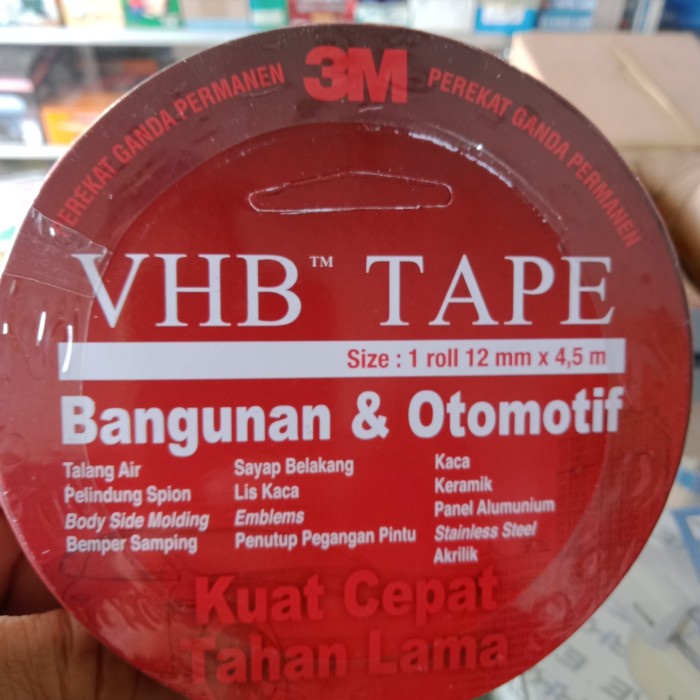 PEREKAT GANDA PERMANEN
3M
PEREKAT GANDA PERMANEN
VHB™ TAPE
Size : 1 roll 12 mm x 4,5 m
Bangunan & Otomotif
Talang Air
Pelindung Spion
Body Side Molding
Bemper Samping
Sayap Belakang
Lis Kaca
Emblems
Penutup Pegangan Pintu
Kaca
Keramik
Panel Alumunium
Stainless Steel
Akrilik
Kuat Cepat
Tahan Lama